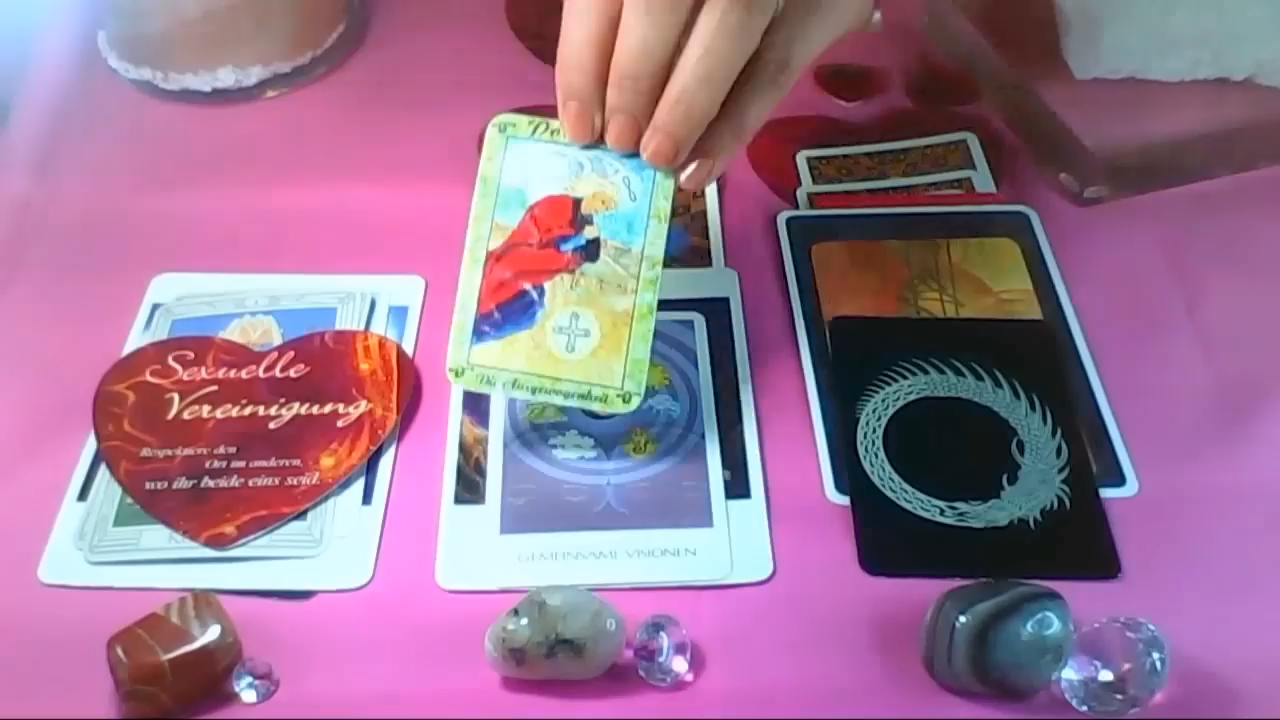 Die Ausgewogenheit
Sexuelle
Vereinigung
Respektiere den
Ort im anderen,
wo ihr beide eins seid.
GEMEINSAME VISIONEN